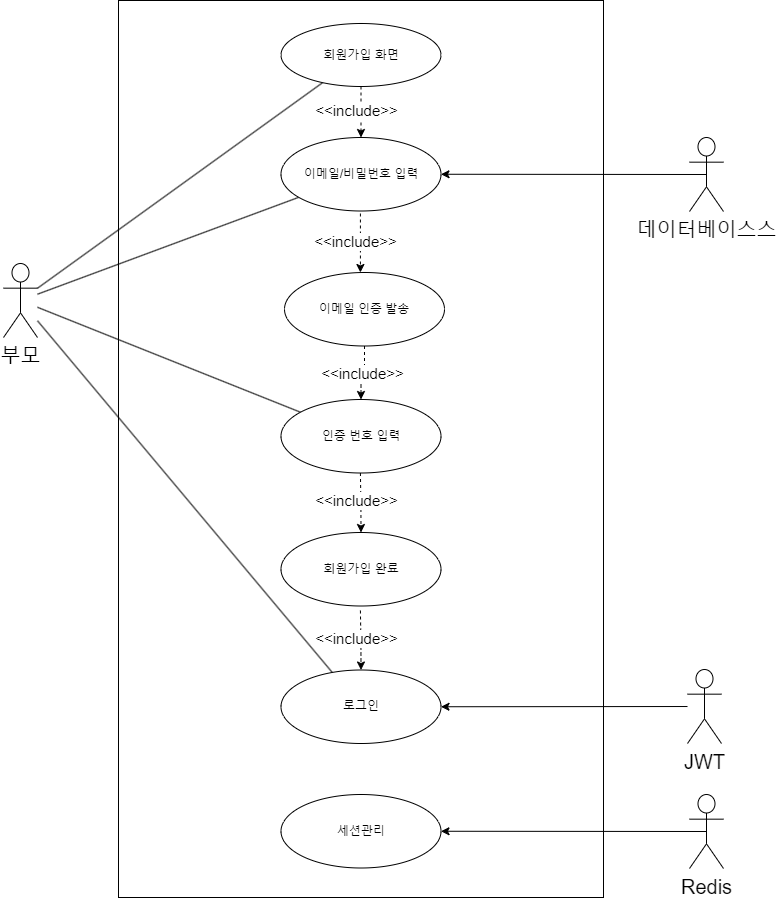 회원가입 화면
<<include>>
이메일/비밀번호 입력
데이터베이스스
<<include>>
이메일 인증 발송
부모
<<include>>
인증 번호 입력
<<include>>
회원가입 완료
<<include>>
로그인
JWT
세션관리
Redis